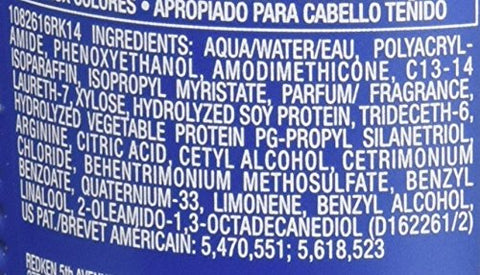 COLORES • APROPIADO PARA CABELLO TEÑIDO
1082616RK14 INGREDIENTS: AQUA/WATER/EAU, POLYACRYL-
AMIDE, PHENOXYETHANOL, AMODIMETHICONE, C13-14
ISOPARAFFIN, ISOPROPYL MYRISTATE, PARFUM/ FRAGRANCE,
LAURETH-7, XYLOSE, HYDROLYZED SOY PROTEIN, TRIDECETH-6,
HYDROLYZED VEGETABLE PROTEIN PG-PROPYL SILANETRIOL,
ARGININE, CITRIC ACID, CETYL ALCOHOL, CETRIMONIUM
CHLORIDE, BEHENTRIMONIUM METHOSULFATE, BENZYL
BENZOATE, QUATERNIUM-33, LIMONENE, BENZYL ALCOHOL,
LINALOOL, 2-OLEAMIDO-1,3-OCTADECANEDIOL (D162261/2)
US PAT./BREVET AMERICAIN: 5,470,551; 5,618,523
REDKEN 5th